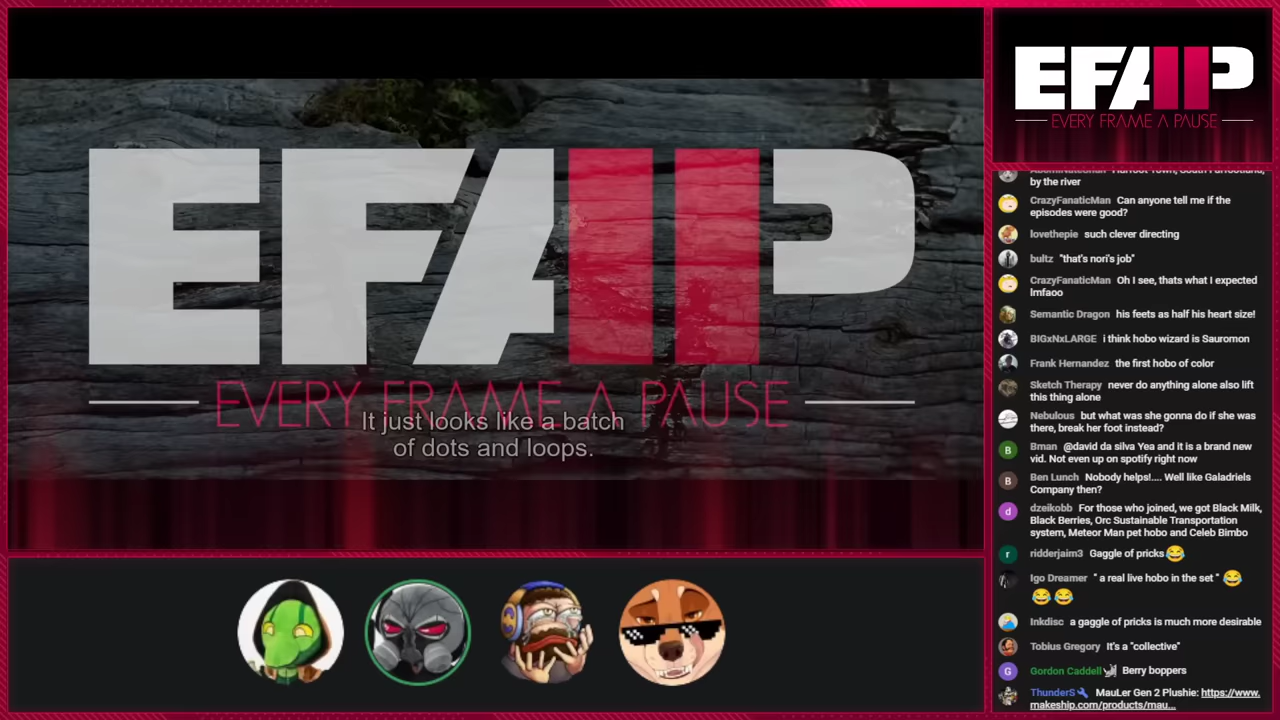 EFAP
EVERY FRAME A PAUSE
It just looks like a batch
of dots and loops.
EFAP
EVERY FRAME A PAUSE
by the river
CrazyFanaticMan Can anyone tell me if the
episodes were good?
lovethepie such clever directing
bultz "that's nori's job"
CrazyFanaticMan Oh I see, thats what I expected
lmfaoo
Semantic Dragon his feets as half his heart size!
BIGxNxLARGE i think hobo wizard is Sauromon
Frank Hernandez the first hobo of color
Sketch Therapy never do anything alone also lift
this thing alone
Nebulous but what was she gonna do if she was
there, break her foot instead?
B
Bman @david da silva Yea and it is a brand new
vid. Not even up on spotify right now
B
Ben Lunch Nobody helps!.... Well like Galadriels
Company then?
d
dzeikobb For those who joined, we got Black Milk,
Black Berries, Orc Sustainable Transportation
system, Meteor Man pet hobo and Celeb Bimbo
r
ridderjaim3 Gaggle of pricks😂
Igo Dreamer " a real live hobo in the set " 😂
😂😂
Inkdisc a gaggle of pricks is much more desirable
Tobius Gregory It's a "collective"
G
Gordon Caddell Berry boppers
ThunderS🔧 MauLer Gen 2 Plushie: https://www.
makeship.com/products/mau...